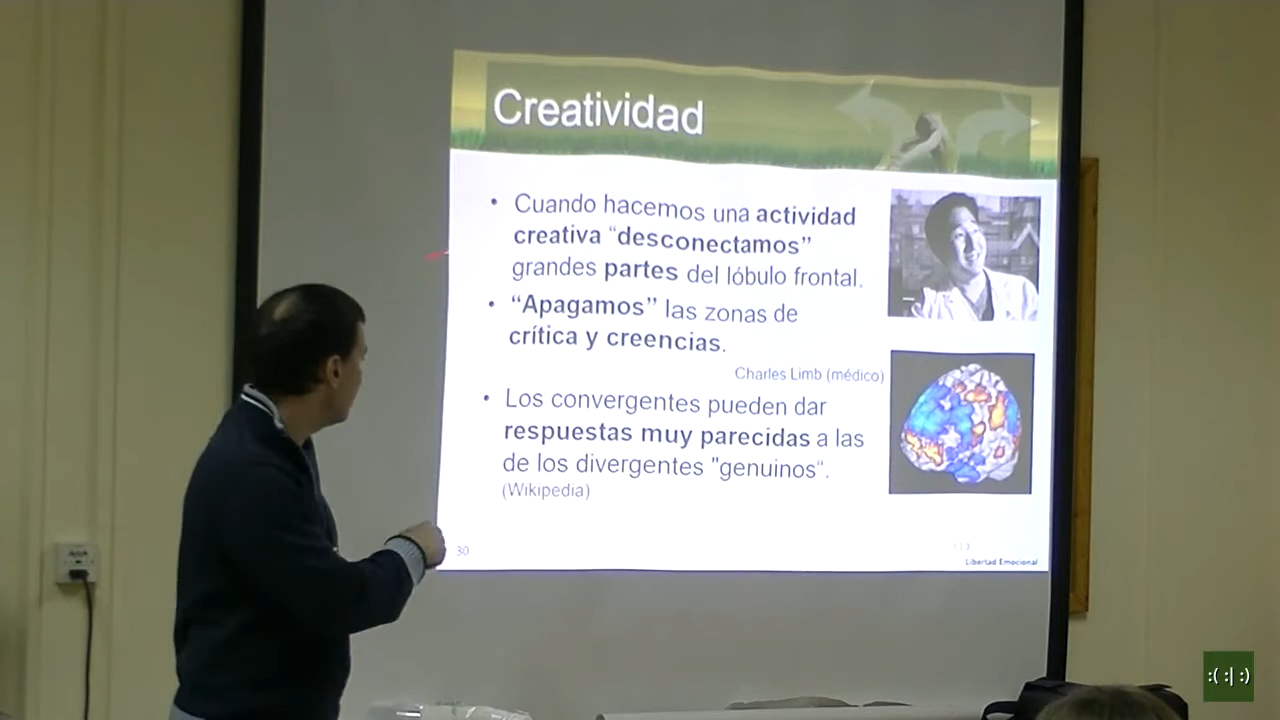 Creatividad
• Cuando hacemos una actividad
creativa “desconectamos”
grandes partes del lóbulo frontal.
• “Apagamos” las zonas de
crítica y creencias.
Charles Limb (médico)
• Los convergentes pueden dar
respuestas muy parecidas a las
de los divergentes "genuinos“.
(Wikipedia)
30
Libertad Emocional
:( :| :)